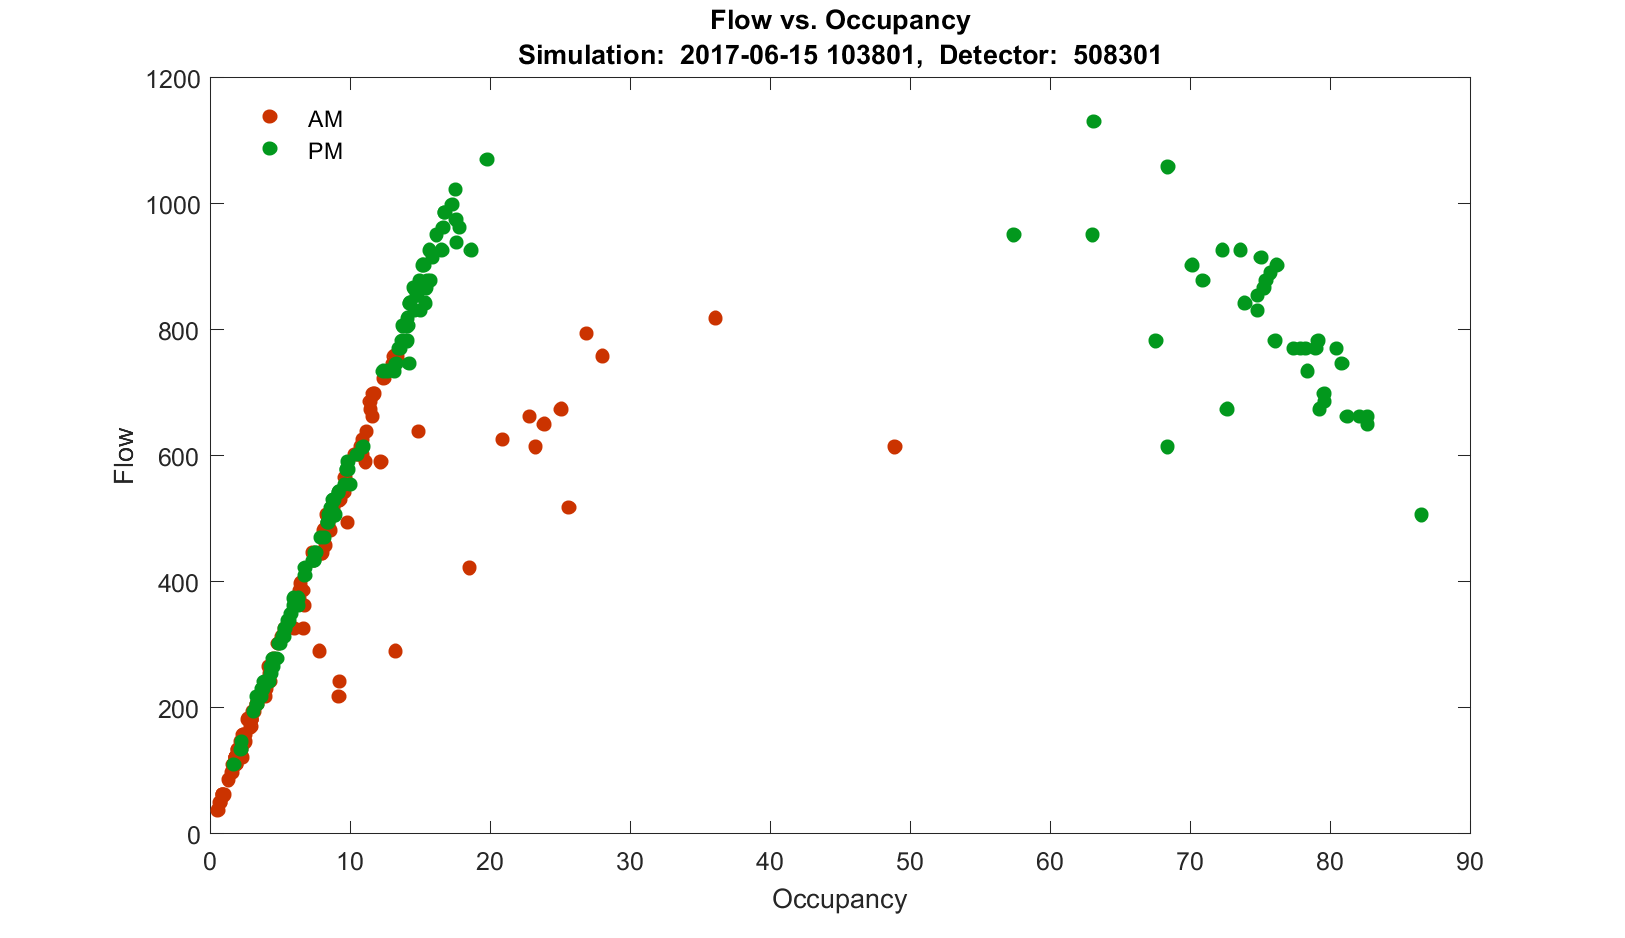 Flow vs. Occupancy
Simulation:  2017-06-15 103801,  Detector:  508301
1200
1000
800
600
400
200
0
Flow
AM
PM
0 10 20 30 40 50 60 70 80 90
Occupancy